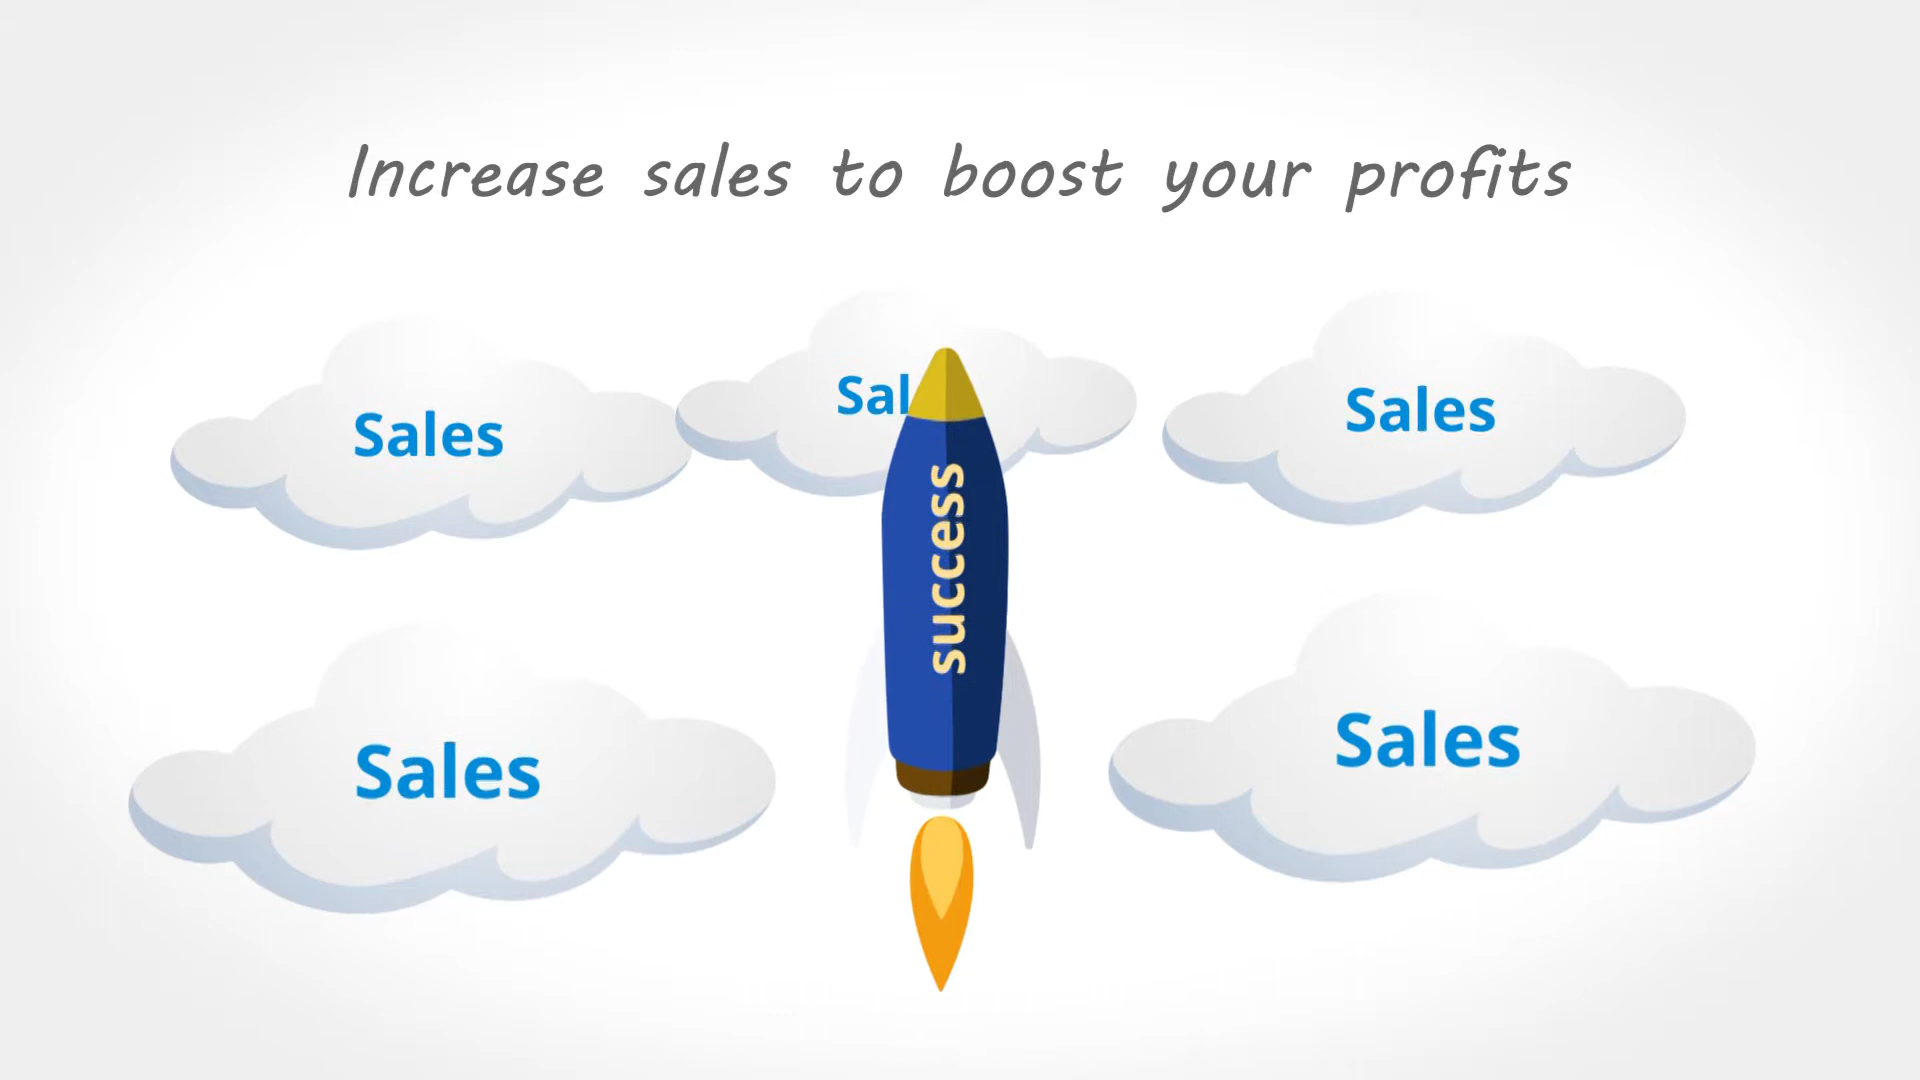 Increase sales to boost your profits
Sales
Sal
Sales
success
Sales
Sales